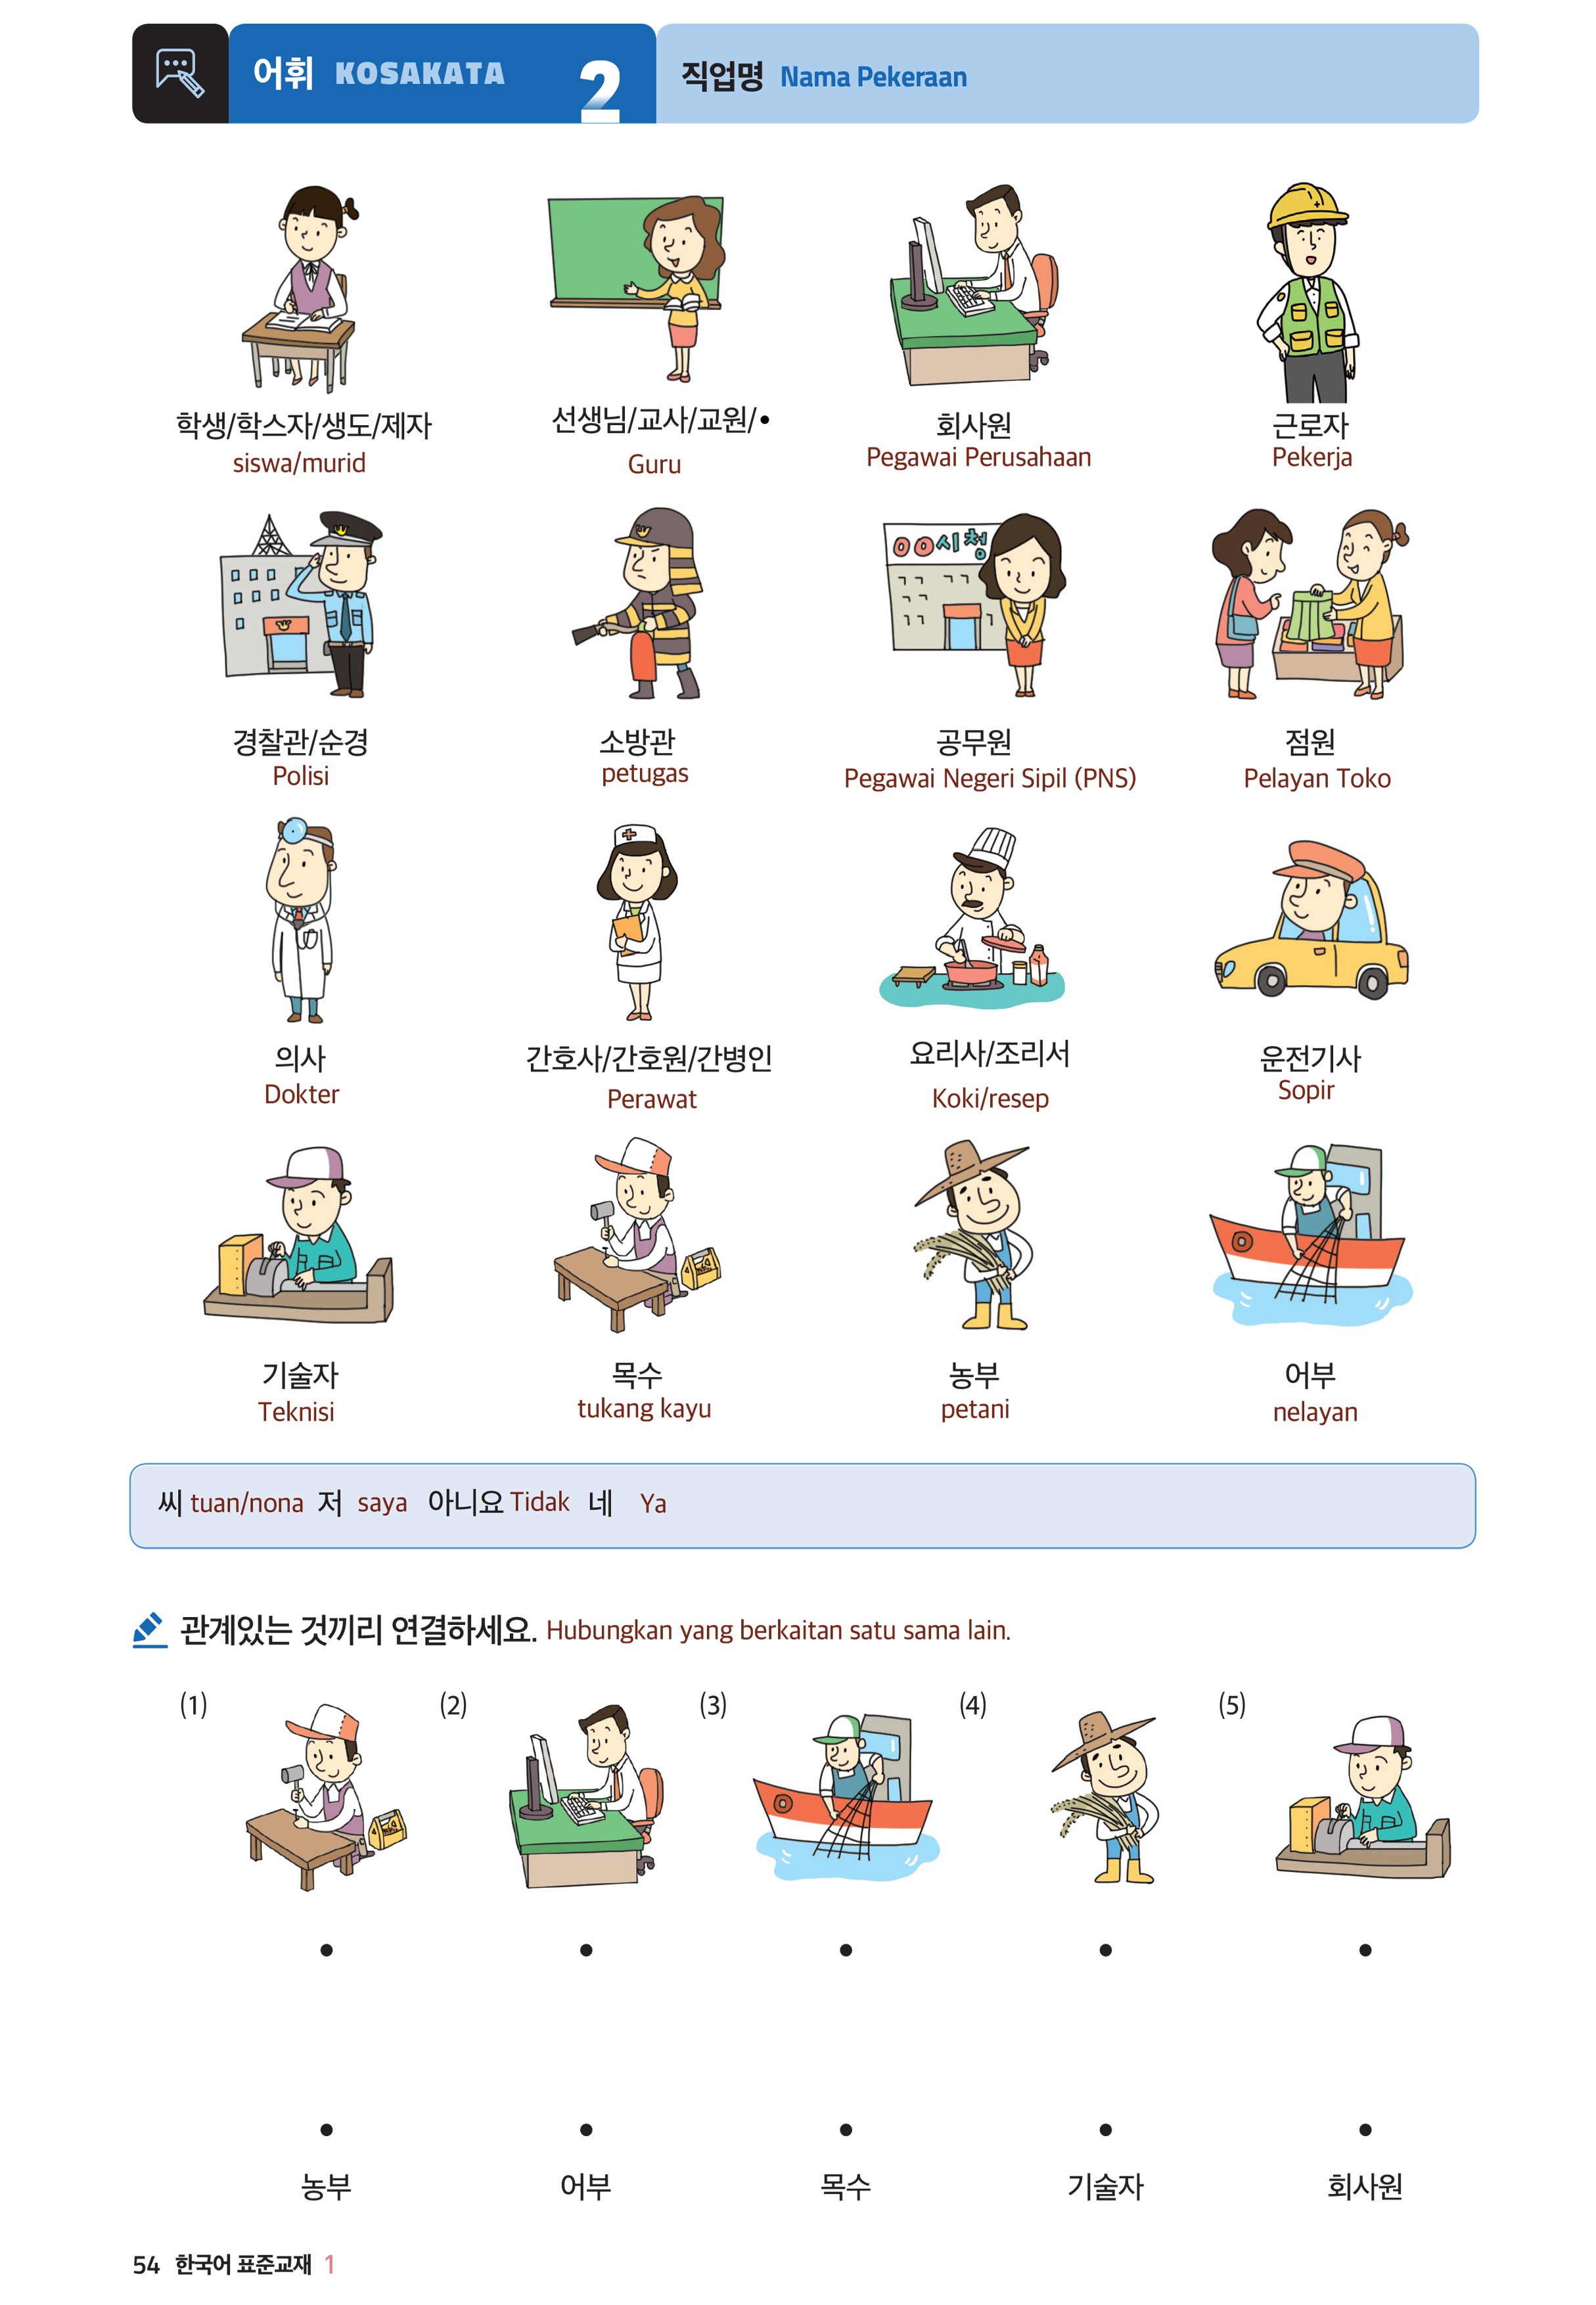 어휘 KOSAKATA 2 직업명 Nama Pekeraan
학생/학스자/생도/제자 선생님/교사/교원/• 회사원 근로자
siswa/murid Guru Pegawai Perusahaan Pekerja
OO시청
경찰관/순경 소방관 공무원 점원
Polisi petugas Pegawai Negeri Sipil (PNS) Pelayan Toko
의사 간호사/간호원/간병인 요리사/조리서 운전기사
Dokter Perawat Koki/resep Sopir
기술자 목수 농부 어부
Teknisi tukang kayu petani nelayan
씨 tuan/nona 저 saya 아니요 Tidak 네 Ya
관계있는 것끼리 연결하세요. Hubungkan yang berkaitan satu sama lain.
(1) (2) (3) (4) (5)
농부 어부 목수 기술자 회사원
54 한국어 표준교재 1